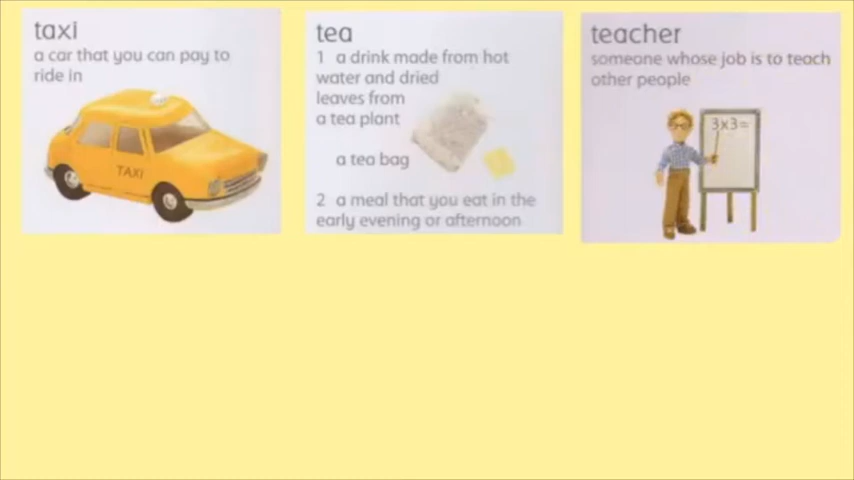 taxi
a car that you can pay to
ride in
TAXI
tea
1 a drink made from hot
water and dried
leaves from
a tea plant
a tea bag
2 a meal that you eat in the
early evening or afternoon
teacher
someone whose job is to teach
other people
3x3=